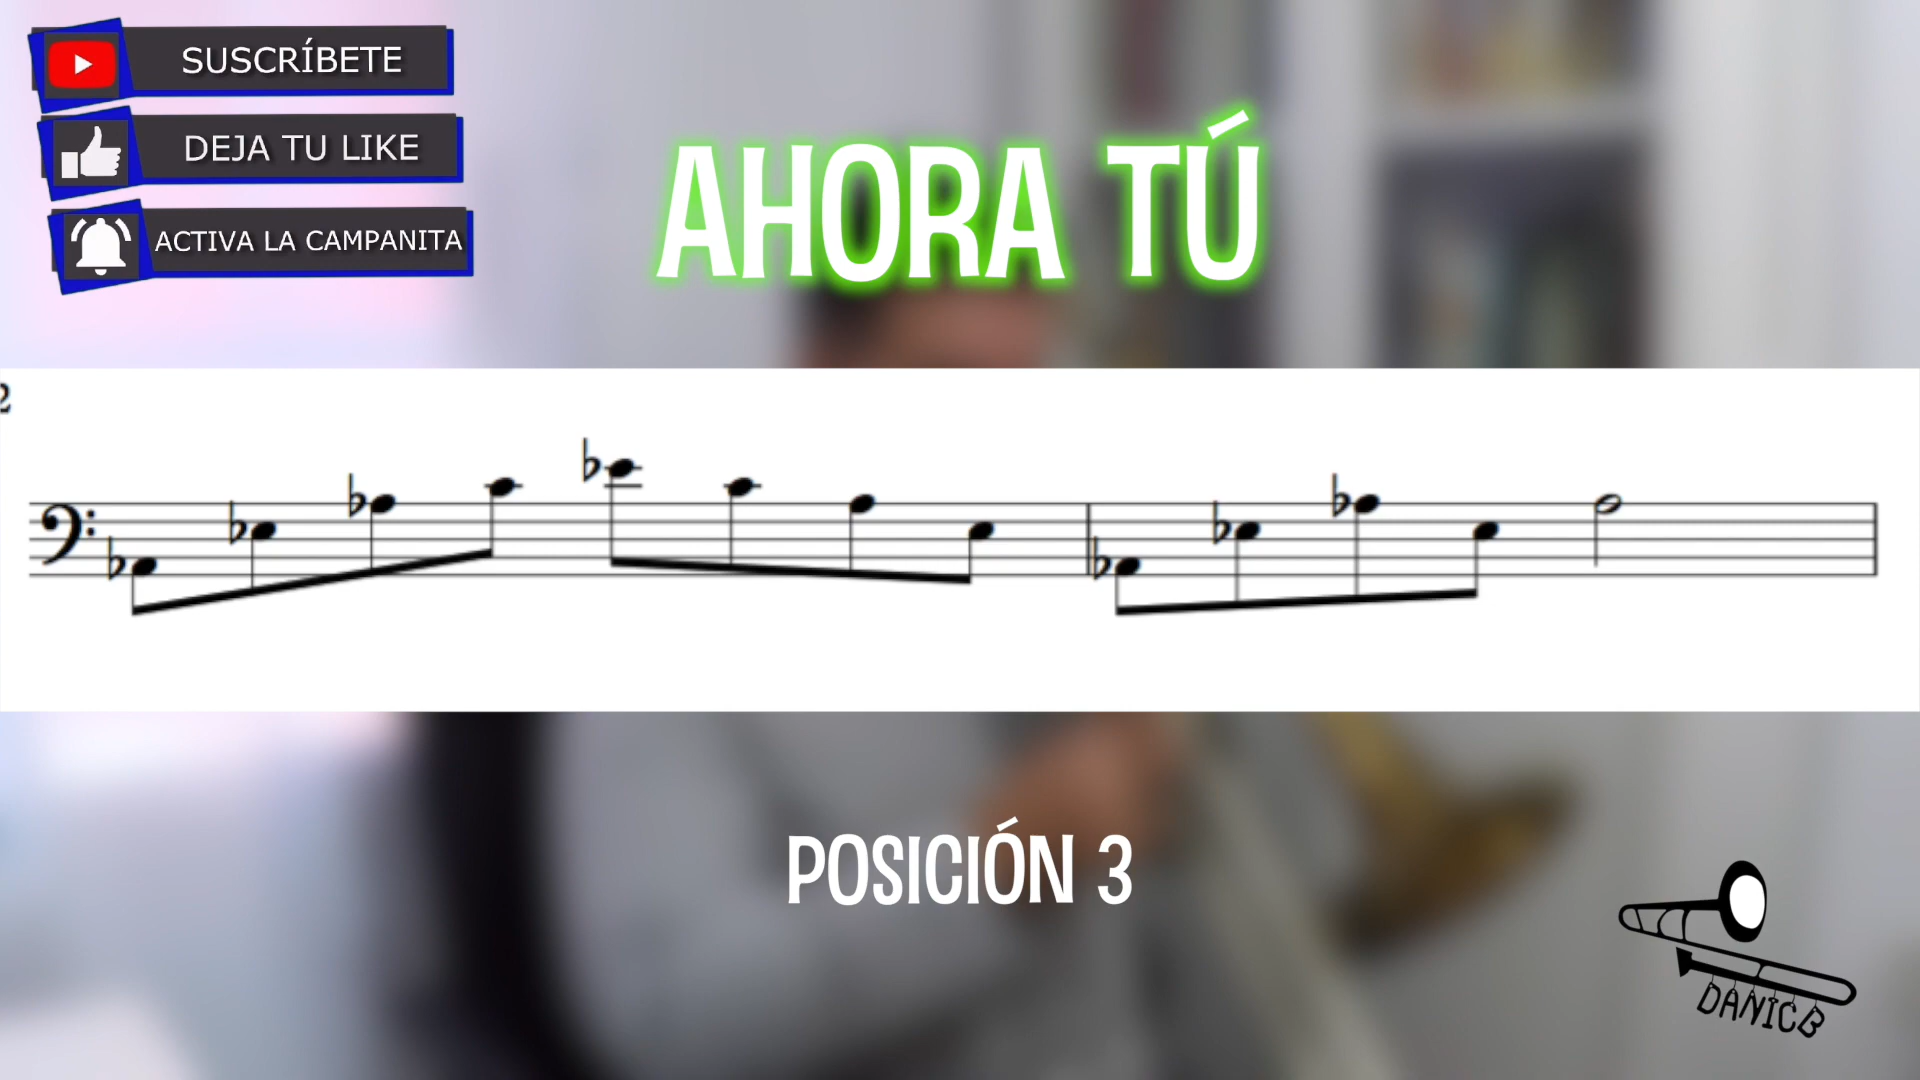 SUSCRÍBETE
DEJA TU LIKE
ACTIVA LA CAMPANITA
AHORA TÚ
2
POSICIÓN 3
DANICB